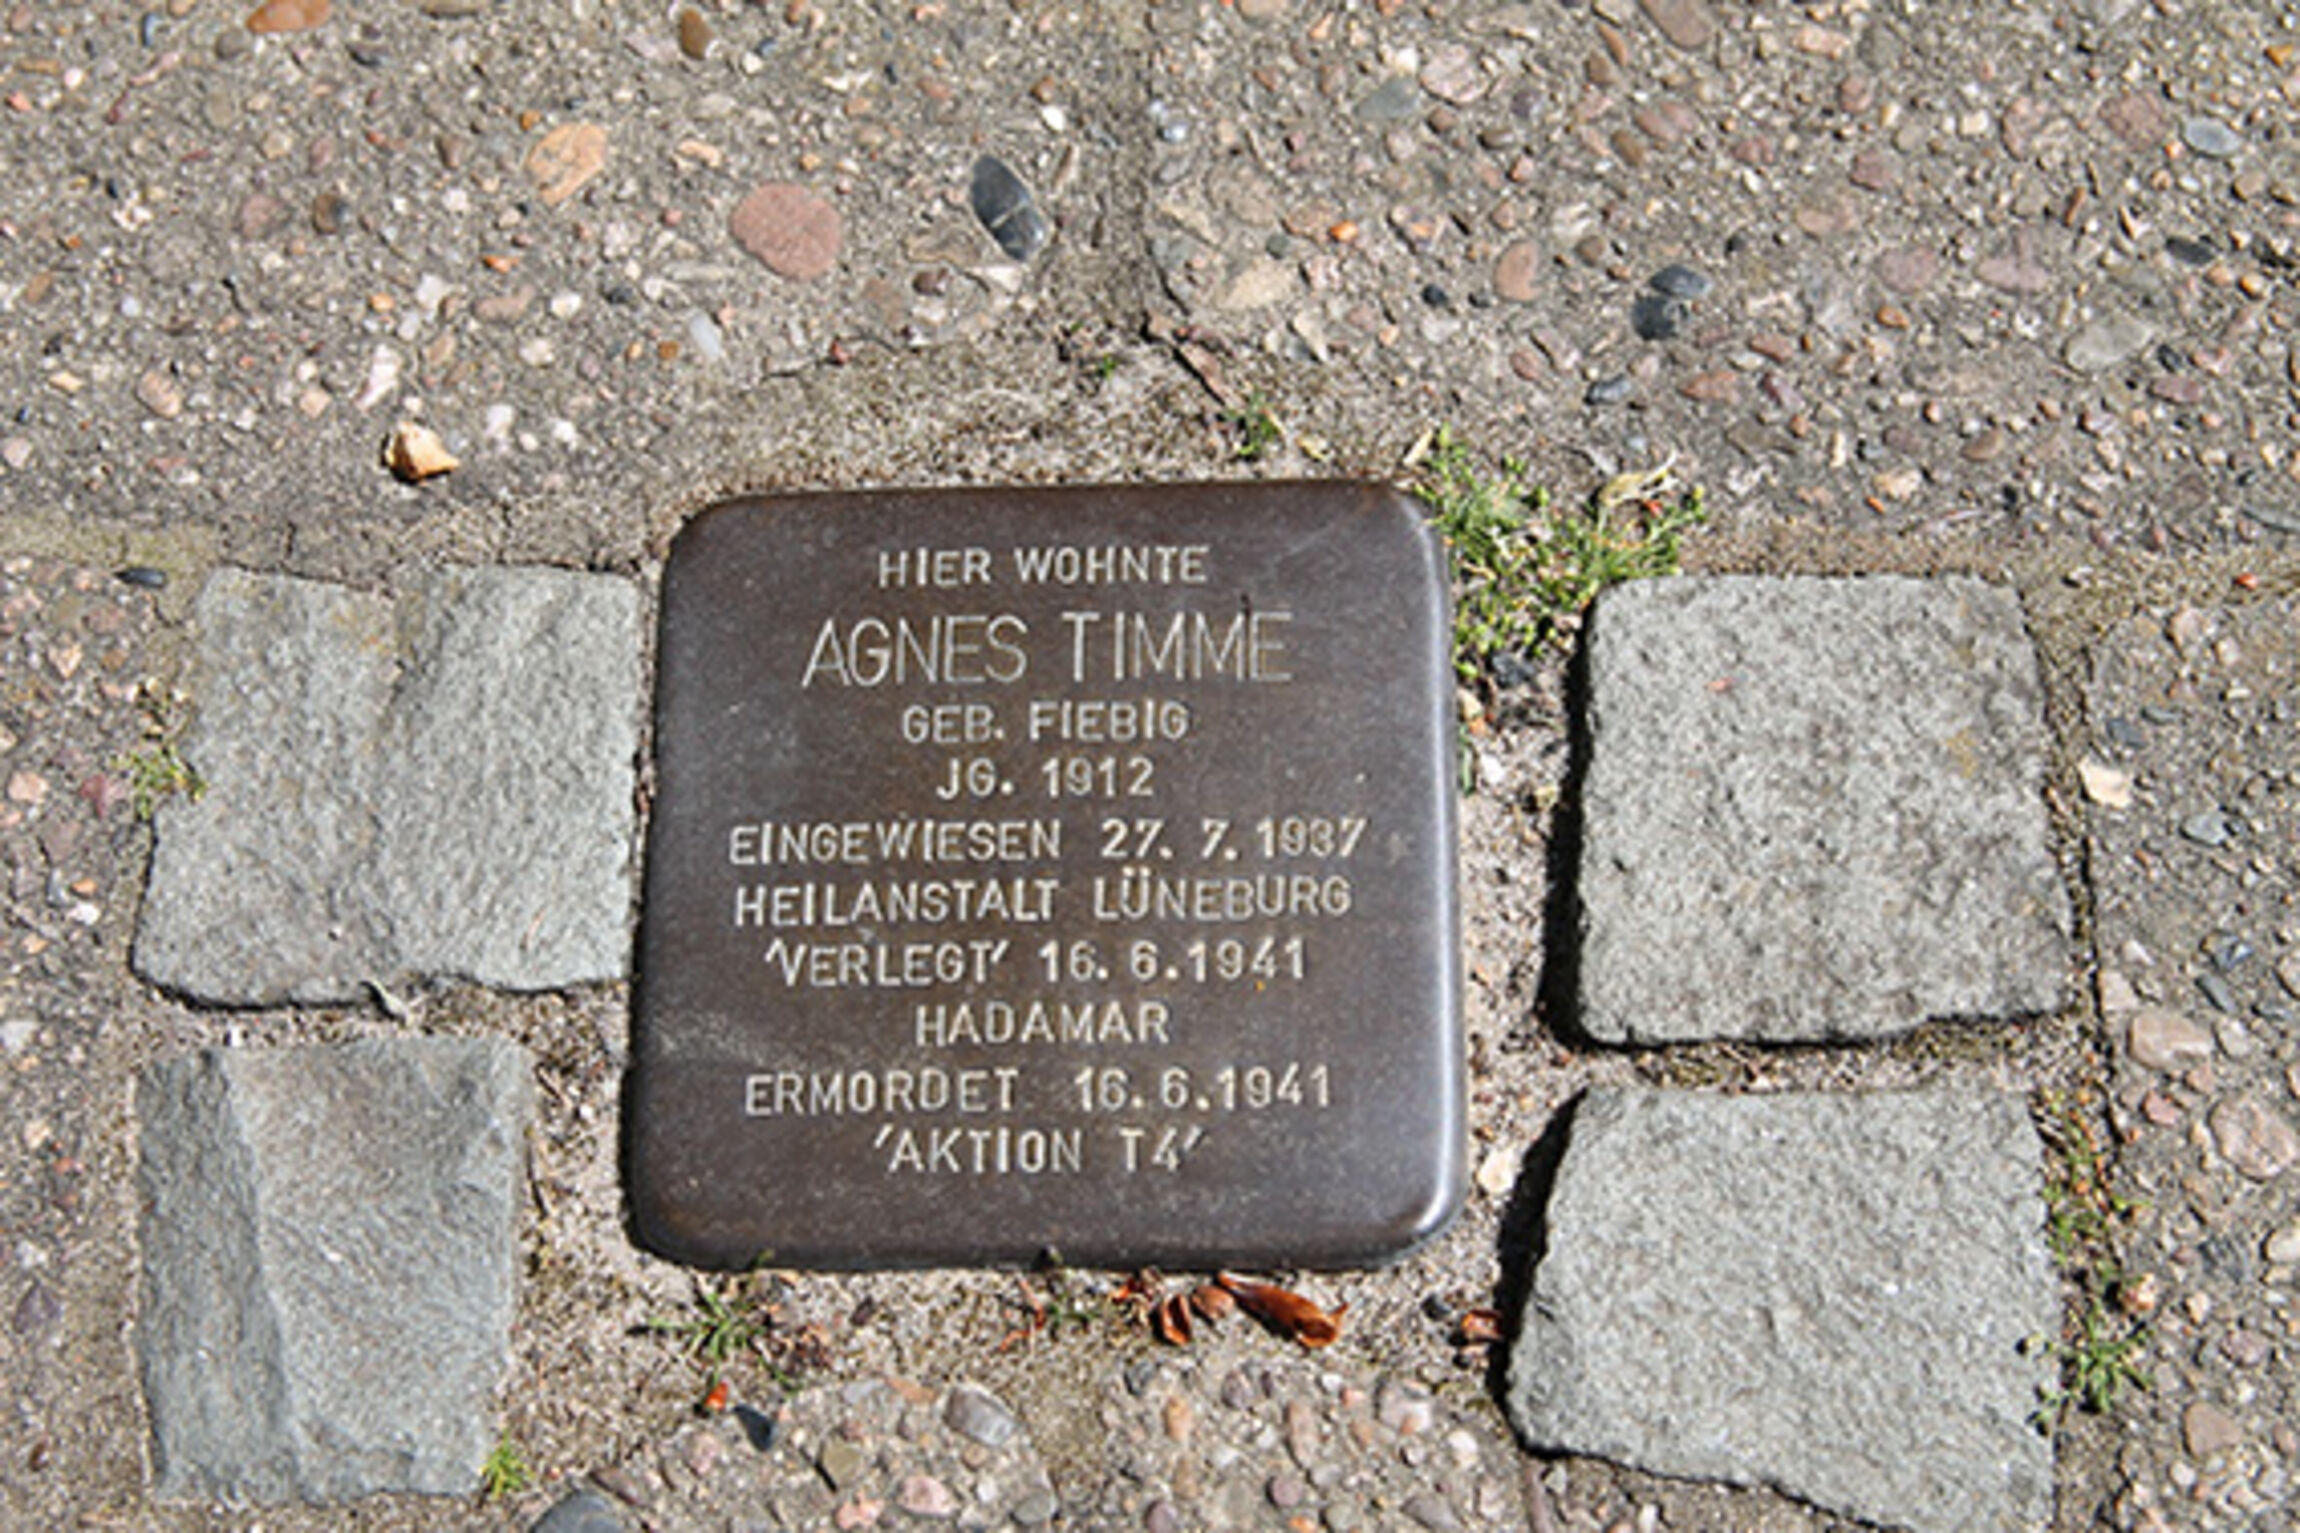 HIER WOHNTE
AGNES TIMME
GEB. FIEBIG
JG. 1912
EINGEWIESEN 27. 7. 1937
HEILANSTALT LÜNEBURG
'VERLEGT' 16. 6. 1941
HADAMAR
ERMORDET 16. 6. 1941
'AKTION T4'